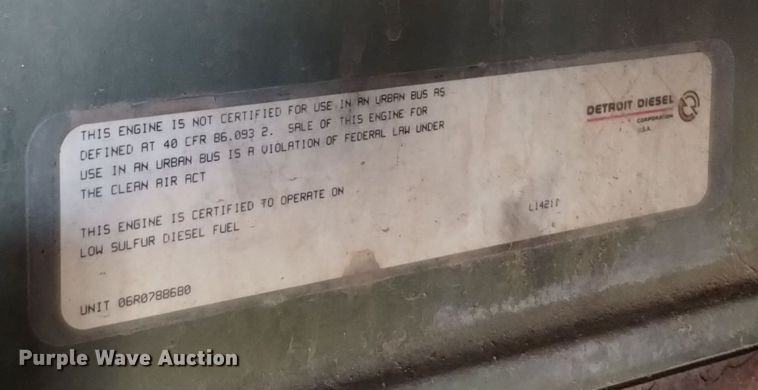 THIS ENGINE IS NOT CERTIFIED FOR USE IN AN URBAN BUS AS
DEFINED AT 40 CFR 86.093 2. SALE OF THIS ENGINE FOR
USE IN AN URBAN BUS IS A VIOLATION OF FEDERAL LAW UNDER
THE CLEAN AIR ACT
DETROIT DIESEL
CORPORATION
U.S.A.
THIS ENGINE IS CERTIFIED TO OPERATE ON
LOW SULFUR DIESEL FUEL
UNIT 06R0788680
Purple Wave Auction